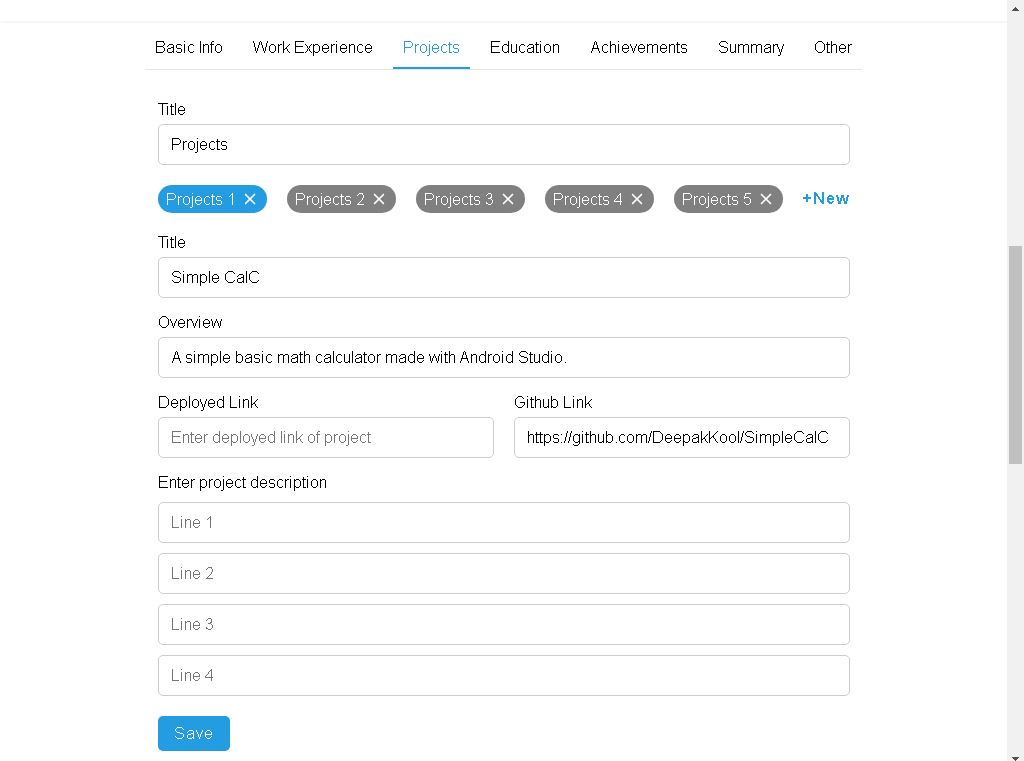 Basic Info Work Experience Projects Education Achievements Summary Other
Title
Projects
Projects 1 Projects 2 Projects 3 Projects 4 Projects 5 +New
Title
Simple CalC
Overview
A simple basic math calculator made with Android Studio.
Deployed Link Github Link
Enter deployed link of project https://github.com/DeepakKool/SimpleCalC
Enter project description
Line 1
Line 2
Line 3
Line 4
Save